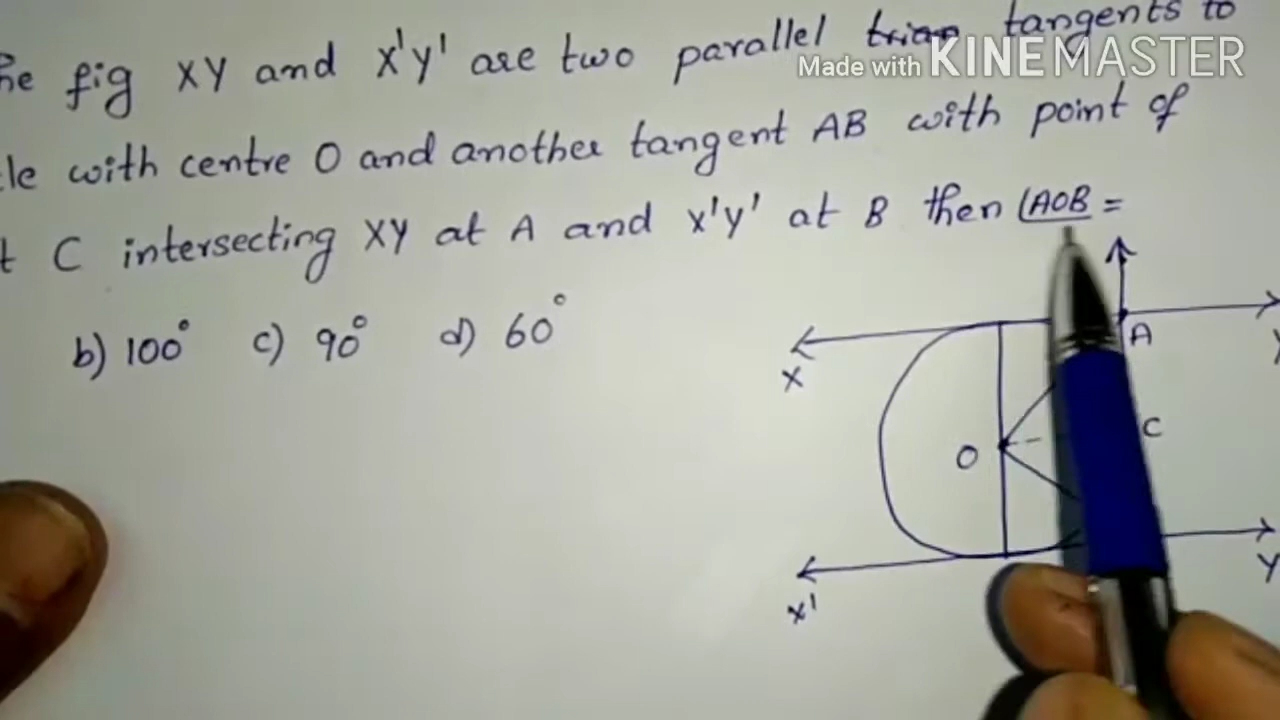 fig XY and X'Y' are two parallel trian tangents to
Made with KINEMASTER
with centre O and another tangent AB with point of
C intersecting XY at A and X'Y' at B then ∠AOB =
b) 100° c) 90° d) 60°
A
X
C
O
Y
X'